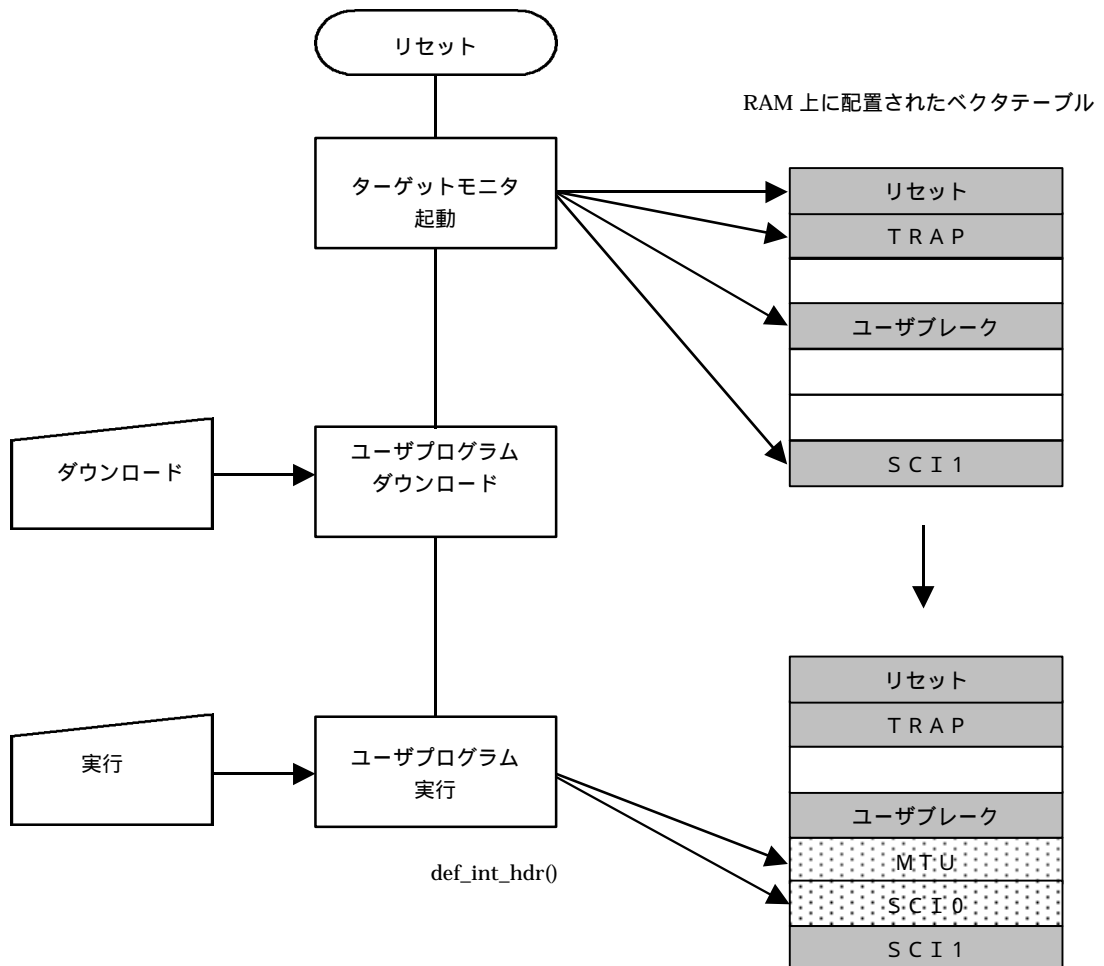 リセット
RAM 上に配置されたベクタテーブル
ターゲットモニタ
起動
リセット
ＴＲＡＰ
ユーザブレーク
ＳＣＩ１
ダウンロード
ユーザプログラム
ダウンロード
実行
ユーザプログラム
実行
def_int_hdr()
リセット
ＴＲＡＰ
ユーザブレーク
ＭＴＵ
ＳＣＩ０
ＳＣＩ１